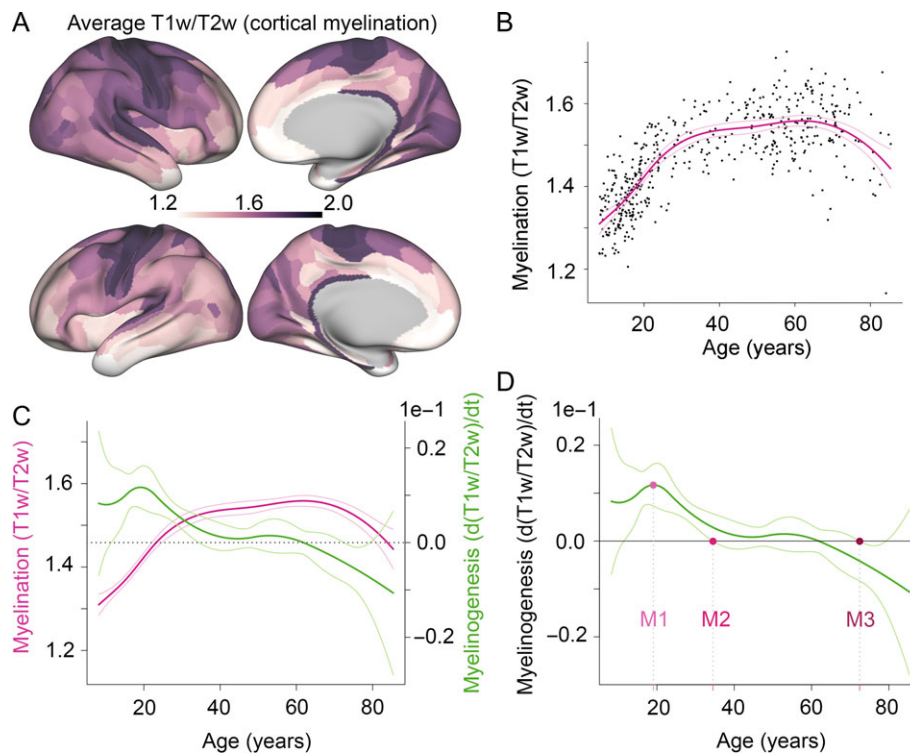 A
Average T1w/T2w (cortical myelination)
1.2 1.6 2.0
B
Myelination (T1w/T2w)
1.6
1.4
1.2
20 40 60 80
Age (years)
C
Myelination (T1w/T2w)
1.6
1.4
1.2
1e-1
0.2
0.0
−0.2
Myelinogenesis (d(T1w/T2w)/dt)
20 40 60 80
Age (years)
D
1e-1
Myelinogenesis (d(T1w/T2w)/dt)
0.2
0.0
−0.2
M1 M2 M3
20 40 60 80
Age (years)